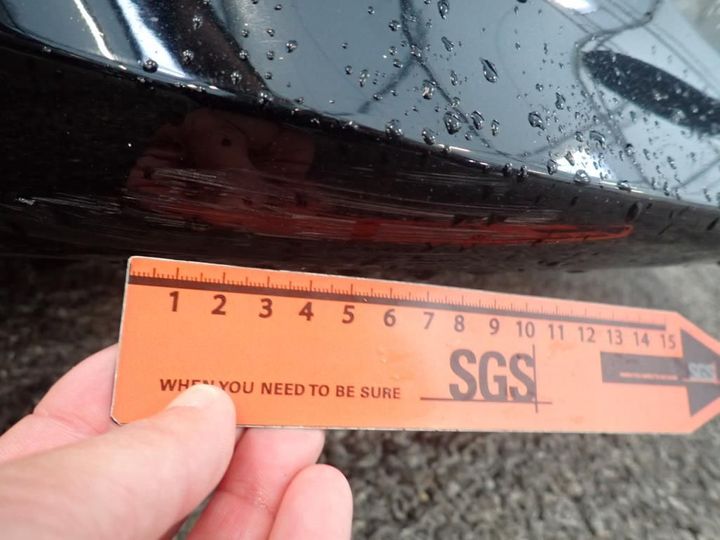 1 2 3 4 5 6 7 8 9 10 11 12 13 14 15
WHEN YOU NEED TO BE SURE
SGS
SGS